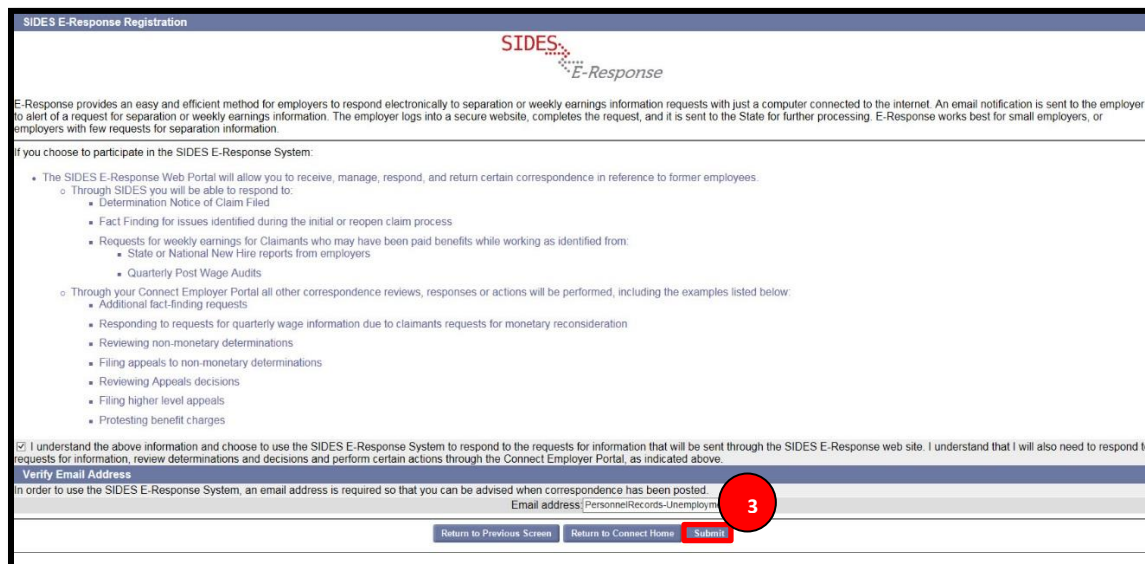 SIDES E-Response Registration
SIDES
E-Response
E-Response provides an easy and efficient method for employers to respond electronically to separation or weekly earnings information requests with just a computer connected to the internet. An email notification is sent to the employer
to alert of a request for separation or weekly earnings information. The employer logs into a secure website, completes the request, and it is sent to the State for further processing. E-Response works best for small employers, or
employers with few requests for separation information.
If you choose to participate in the SIDES E-Response System:
• The SIDES E-Response Web Portal will allow you to receive, manage, respond, and return certain correspondence in reference to former employees.
o Through SIDES you will be able to respond to:
▪ Determination Notice of Claim Filed
▪ Fact Finding for issues identified during the initial or reopen claim process
▪ Requests for weekly earnings for Claimants who may have been paid benefits while working as identified from:
▪ State or National New Hire reports from employers
▪ Quarterly Post Wage Audits
o Through your Connect Employer Portal all other correspondence reviews, responses or actions will be performed, including the examples listed below:
▪ Additional fact-finding requests
▪ Responding to requests for quarterly wage information due to claimants requests for monetary reconsideration
▪ Reviewing non-monetary determinations
▪ Filing appeals to non-monetary determinations
▪ Reviewing Appeals decisions
▪ Filing higher level appeals
▪ Protesting benefit charges
☑ I understand the above information and choose to use the SIDES E-Response System to respond to the requests for information that will be sent through the SIDES E-Response web site. I understand that I will also need to respond to
requests for information, review determinations and decisions and perform certain actions through the Connect Employer Portal, as indicated above.
Verify Email Address
In order to use the SIDES E-Response System, an email address is required so that you can be advised when correspondence has been posted.
Email address: PersonnelRecords-Unemployme
3
Return to Previous Screen Return to Connect Home Submit